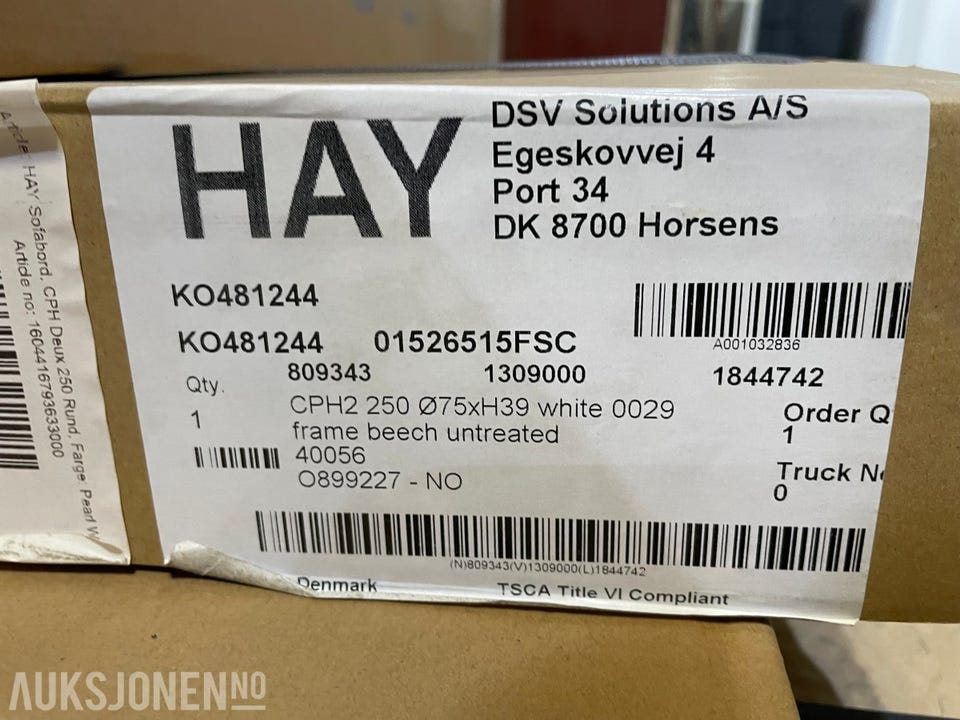 HAY
DSV Solutions A/S
Egeskovvej 4
Port 34
DK 8700 Horsens
KO481244
KO481244 01526515FSC
A001032836
809343 1309000 1844742
Qty.
1
CPH2 250 Ø75xH39 white 0029
frame beech untreated
40056
O899227 - NO
Order Q
1
Truck N
0
(N)809343(V)1309000(L)1844742
Denmark
TSCA Title VI Compliant
Article: HAY Sofabord, CPH Deux 250 Rund, Farge: Pearl
Article no: 1604416793633000
AUKSJONEN NO